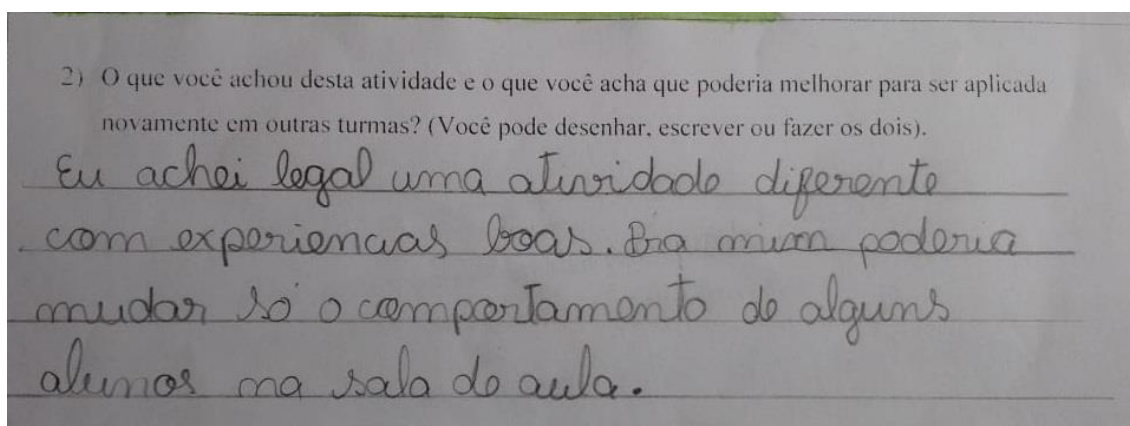 2) O que você achou desta atividade e o que você acha que poderia melhorar para ser aplicada
novamente em outras turmas? (Você pode desenhar, escrever ou fazer os dois).
Eu achei legal uma atividade diferente
com experiencias boas. Pra mim poderia
mudar só o comportamento de alguns
alunos na sala de aula.